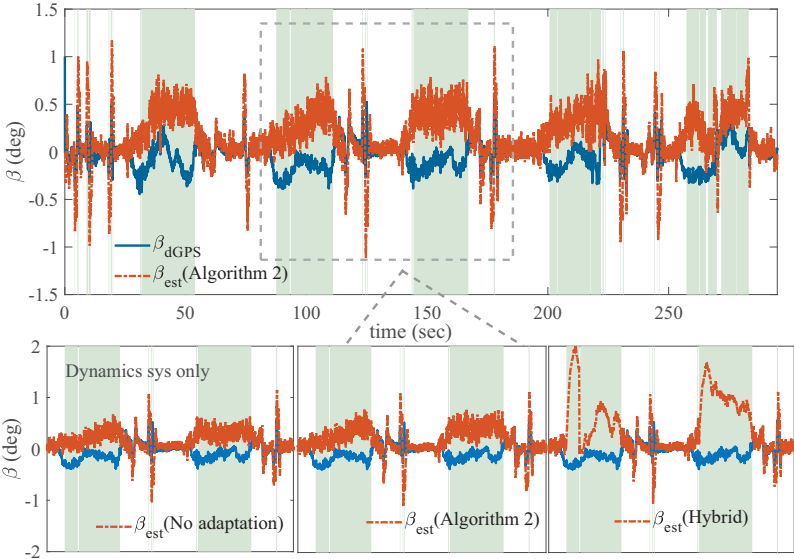 1.5
1
0.5
0
-0.5
-1
-1.5
β (deg)
β_dGPS
β_est(Algorithm 2)
0 50 100 150 200 250
time (sec)
2
1
0
-1
-2
β (deg)
Dynamics sys only
β_est(No adaptation)
β_est(Algorithm 2)
β_est(Hybrid)